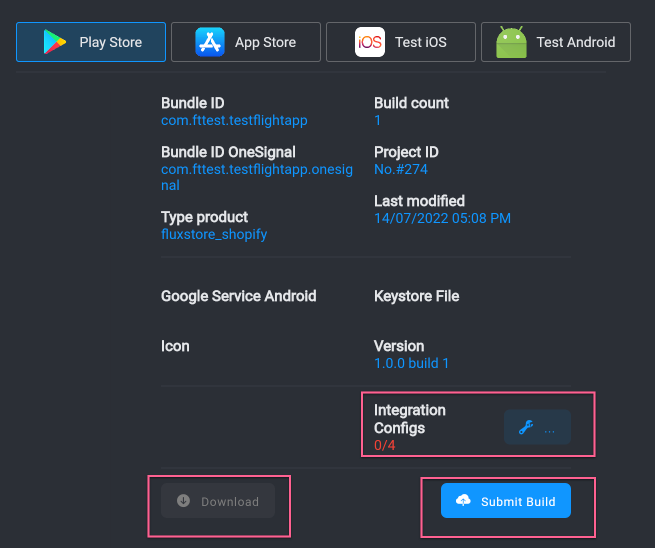 Play Store
iOS
App Store
Test iOS
Test Android
Bundle ID
com.fttest.testflightapp
Build count
1
Bundle ID OneSignal
com.fttest.testflightapp.onesig
nal
Project ID
No.#274
Last modified
14/07/2022 05:08 PM
Type product
fluxstore_shopify
Google Service Android
Keystore File
Icon
Version
1.0.0 build 1
Integration
Configs
0/4
...
Download
Submit Build